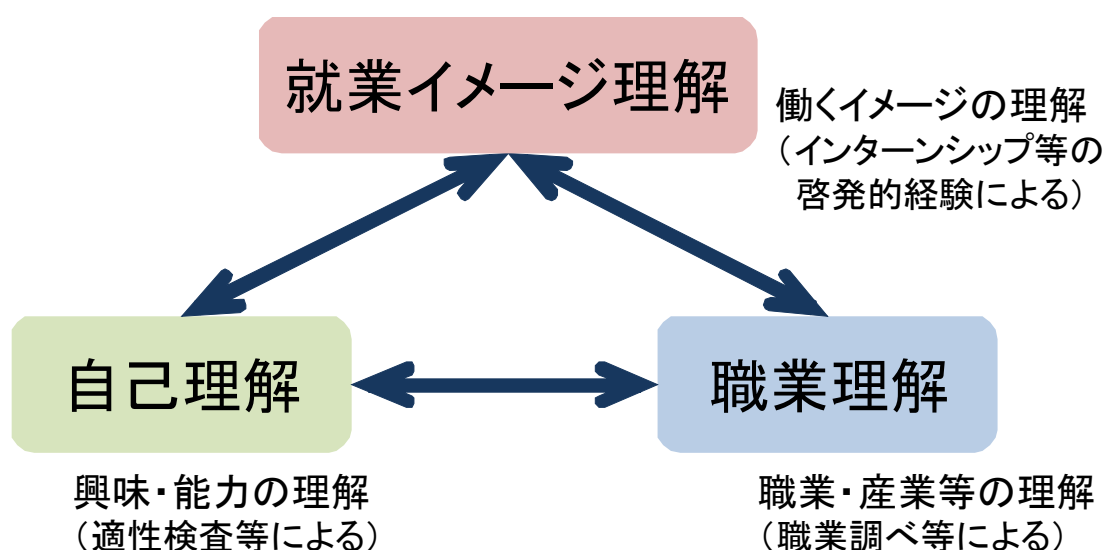 就業イメージ理解
働くイメージの理解
（インターンシップ等の
啓発的経験による）
自己理解
職業理解
興味・能力の理解
（適性検査等による）
職業・産業等の理解
（職業調べ等による）